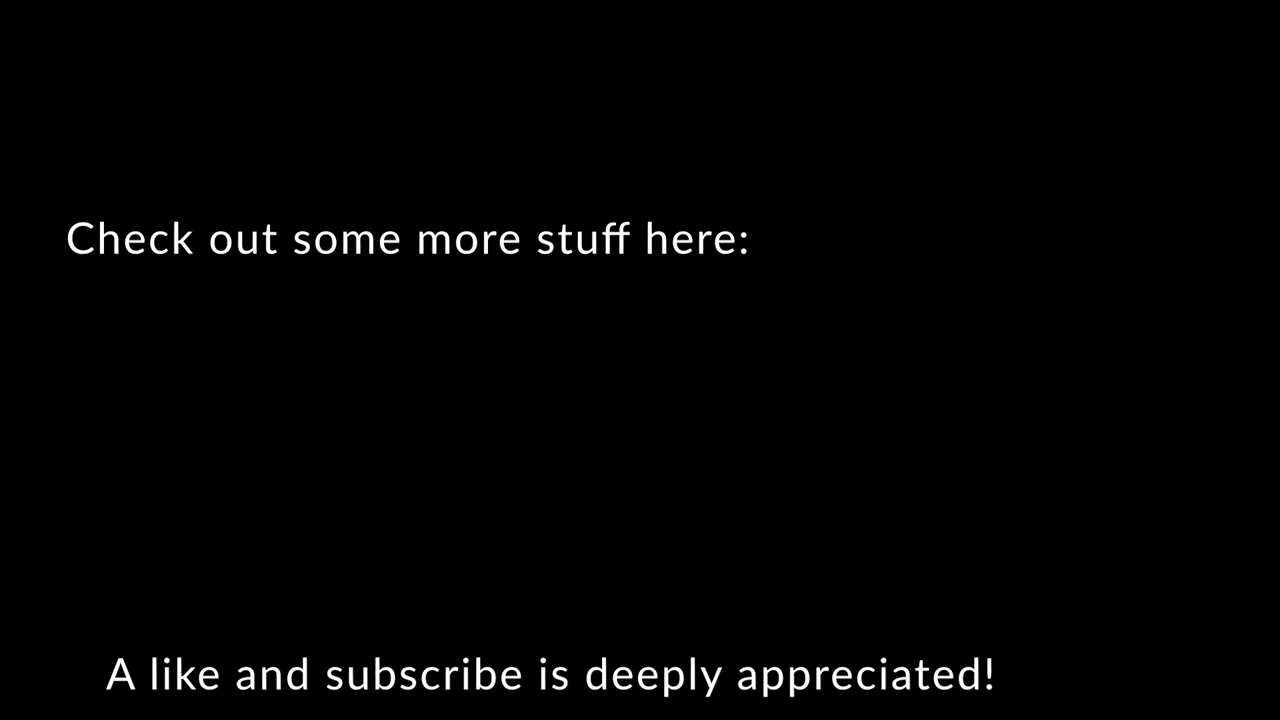 Check out some more stuff here:
A like and subscribe is deeply appreciated!